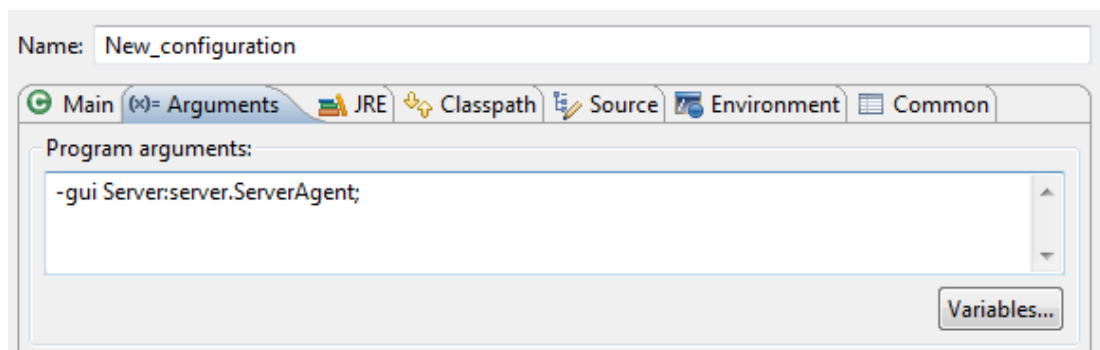 Name: New_configuration
Main (x)= Arguments JRE Classpath Source Environment Common
Program arguments:
-gui Server:server.ServerAgent;
Variables...